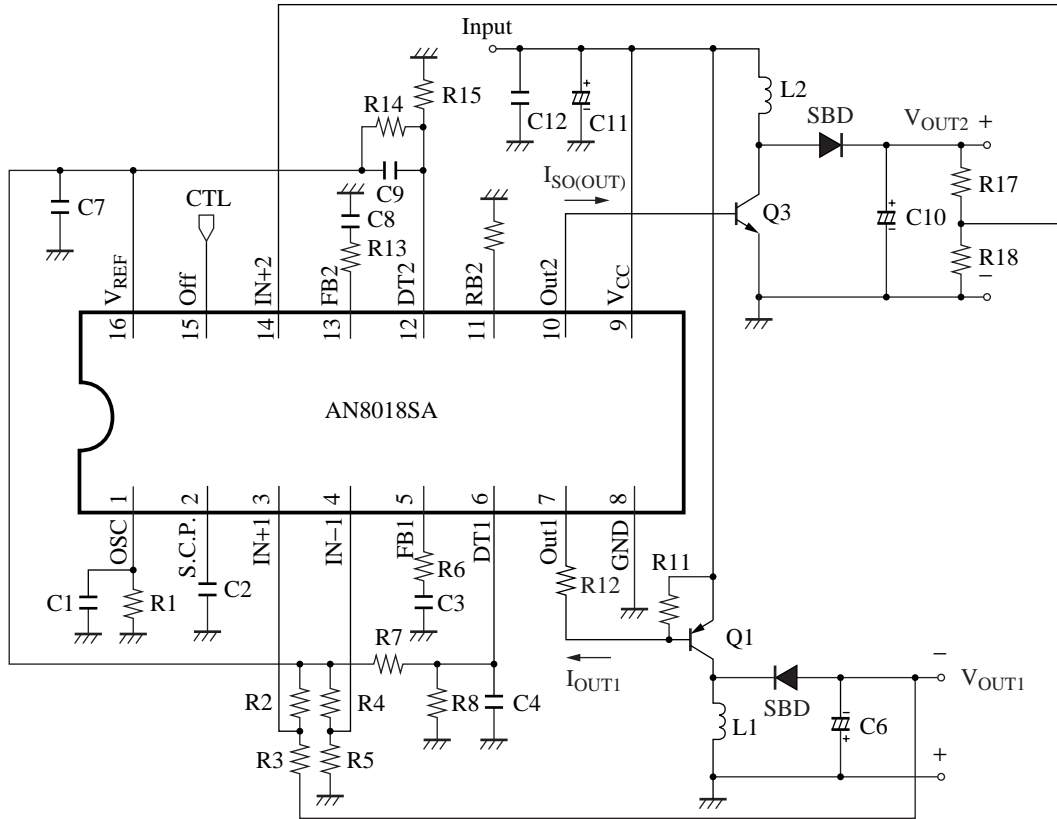 Input
L2
R15
R14
C12
C11
SBD
V_OUT2
+
I_SO(OUT)
R17
C9
C7
CTL
C8
Q3
C10
R13
R18
−
V_REF
Off
IN+2
FB2
DT2
RB2
Out2
V_CC
16
15
14
13
12
11
10
9
AN8018SA
1
2
3
4
5
6
7
8
OSC
S.C.P.
IN+1
IN−1
FB1
DT1
Out1
GND
R6
R11
R12
C1
R1
C2
C3
R7
Q1
−
I_OUT1
V_OUT1
R2
R4
R8
C4
SBD
L1
C6
R3
R5
+